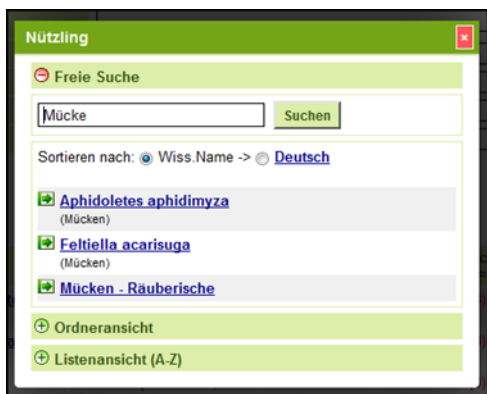 Nützling
Freie Suche
Mücke
Suchen
Sortieren nach: Wiss.Name -> Deutsch
Aphidoletes aphidimyza
(Mücken)
Feltiella acarisuga
(Mücken)
Mücken - Räuberische
Ordneransicht
Listenansicht (A-Z)